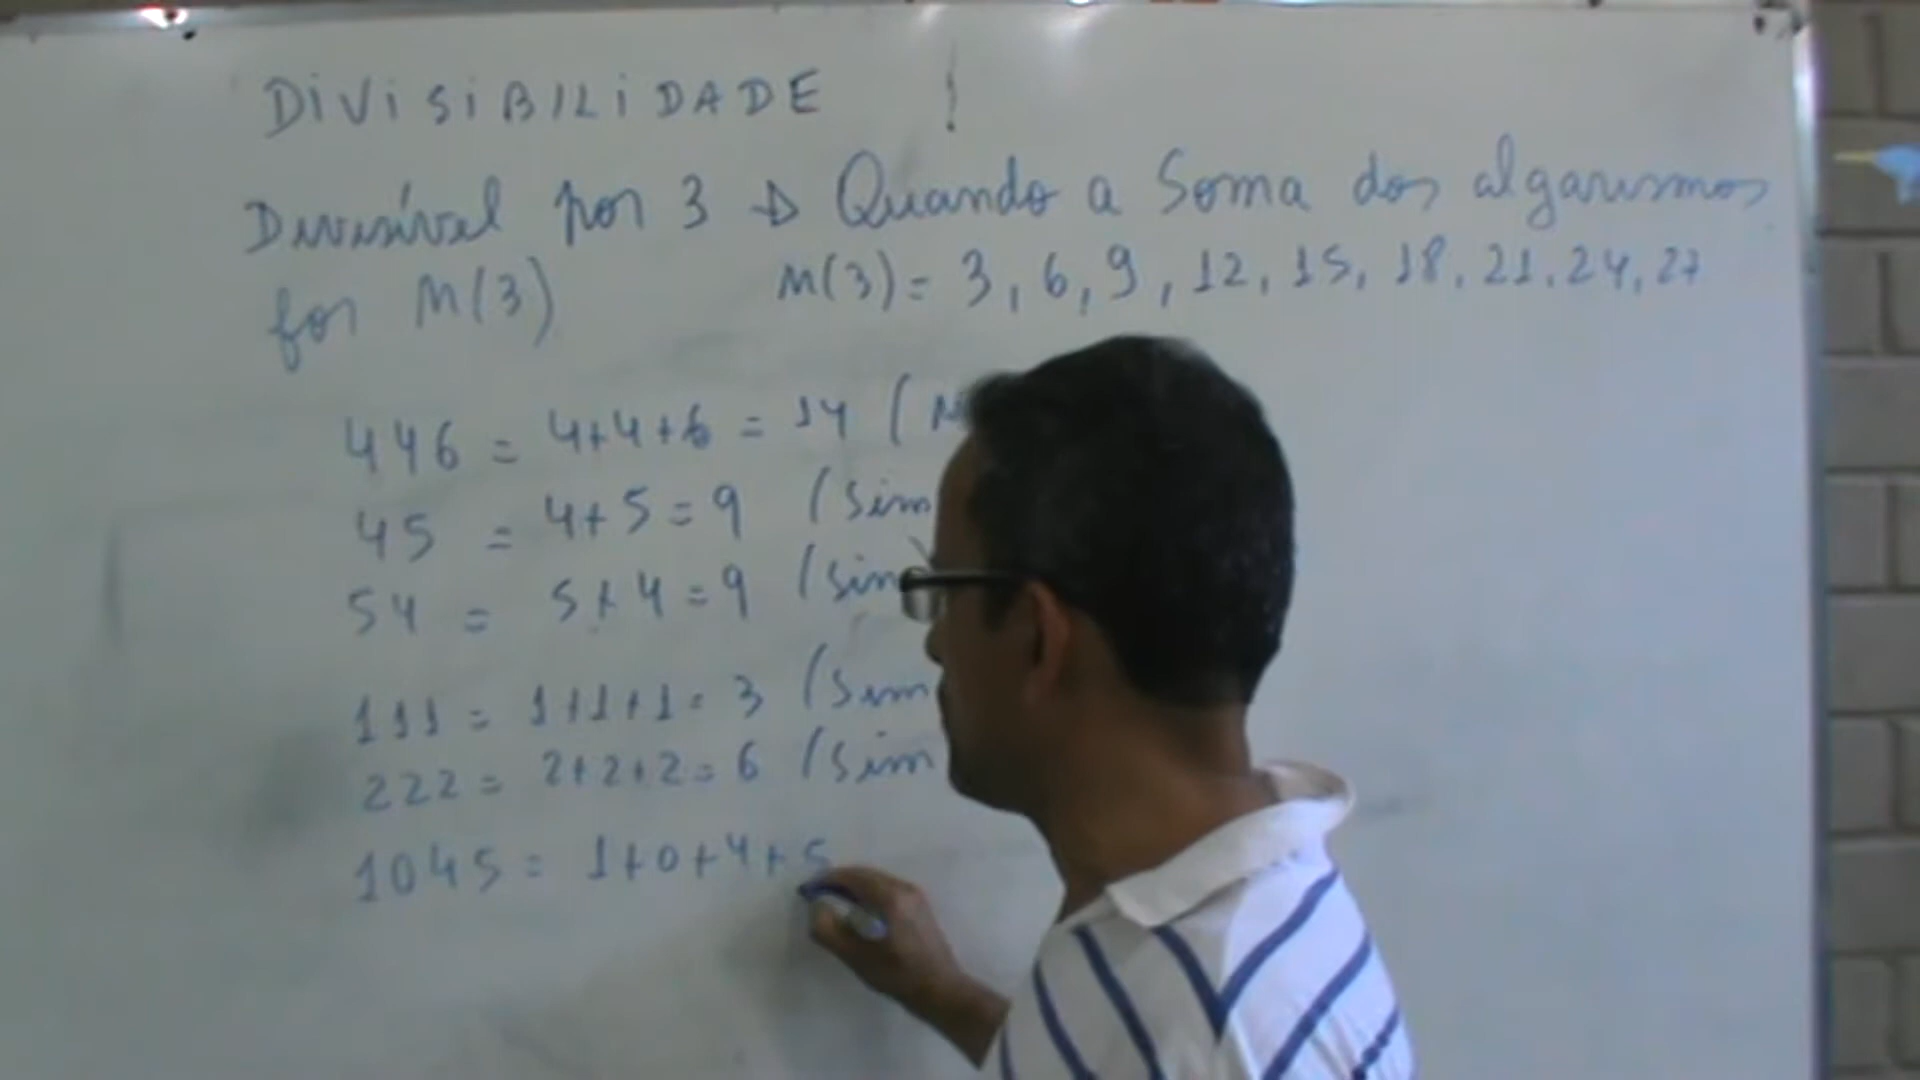 DIVISIBILIDADE
Divisível por 3 → Quando a Soma dos algarismos
for M(3) M(3) = 3, 6, 9, 12, 15, 18, 21, 24, 27
446 = 4+4+6 = 14 (N
45 = 4+5 = 9 (Sim
54 = 5+4 = 9 (Sim
111 = 1+1+1 = 3 (Sim
222 = 2+2+2 = 6 (Sim
1045 = 1+0+4+5